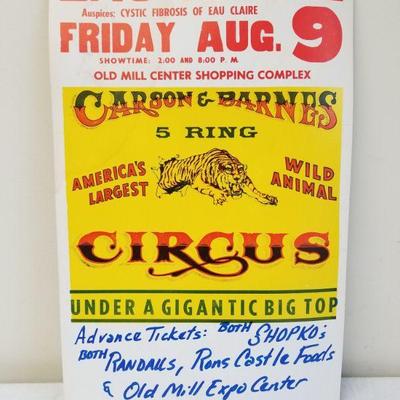 Auspices: CYSTIC FIBROSIS OF EAU CLAIRE
FRIDAY AUG. 9
SHOWTIME: 2:00 AND 8:00 P. M.
OLD MILL CENTER SHOPPING COMPLEX
CARSON & BARNES
5 RING
AMERICA'S LARGEST
WILD ANIMAL
CIRCUS
UNDER A GIGANTIC BIG TOP
Advance Tickets: Both SHOPKO's
Both RANDALLS, Rons Castle Foods
& Old Mill Expo Center